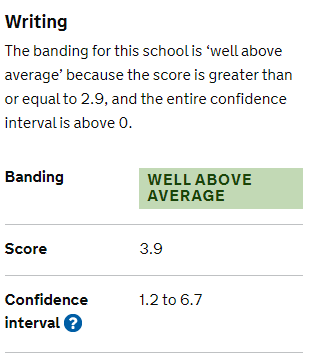 Writing
The banding for this school is ‘well above
average’ because the score is greater than
or equal to 2.9, and the entire confidence
interval is above 0.
Banding
WELL ABOVE
AVERAGE
Score
3.9
Confidence
interval ?
1.2 to 6.7